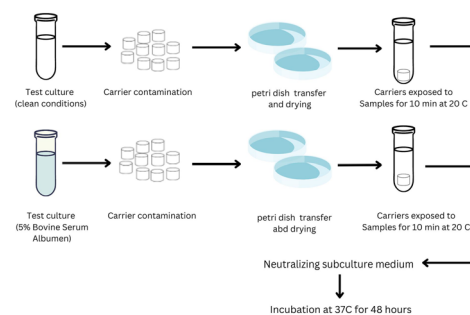 Test culture
(clean conditions)
Carrier contamination
petri dish  transfer
and drying
Carriers exposed to
Samples for 10 min at 20 C
Test culture
(5% Bovine Serum
Albumen)
Carrier contamination
petri dish  transfer
abd drying
Carriers exposed to
Samples for 10 min at 20 C
Neutralizing subculture medium
Incubation at 37C for 48 hours